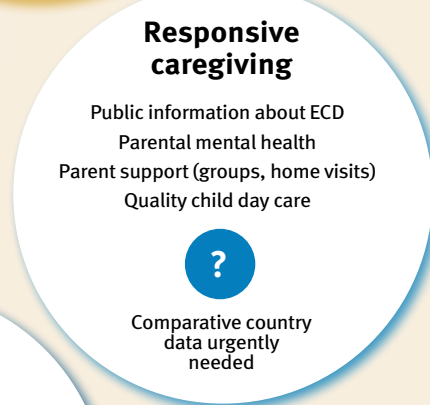 Responsive
caregiving
Public information about ECD
Parental mental health
Parent support (groups, home visits)
Quality child day care
?
Comparative country
data urgently
needed